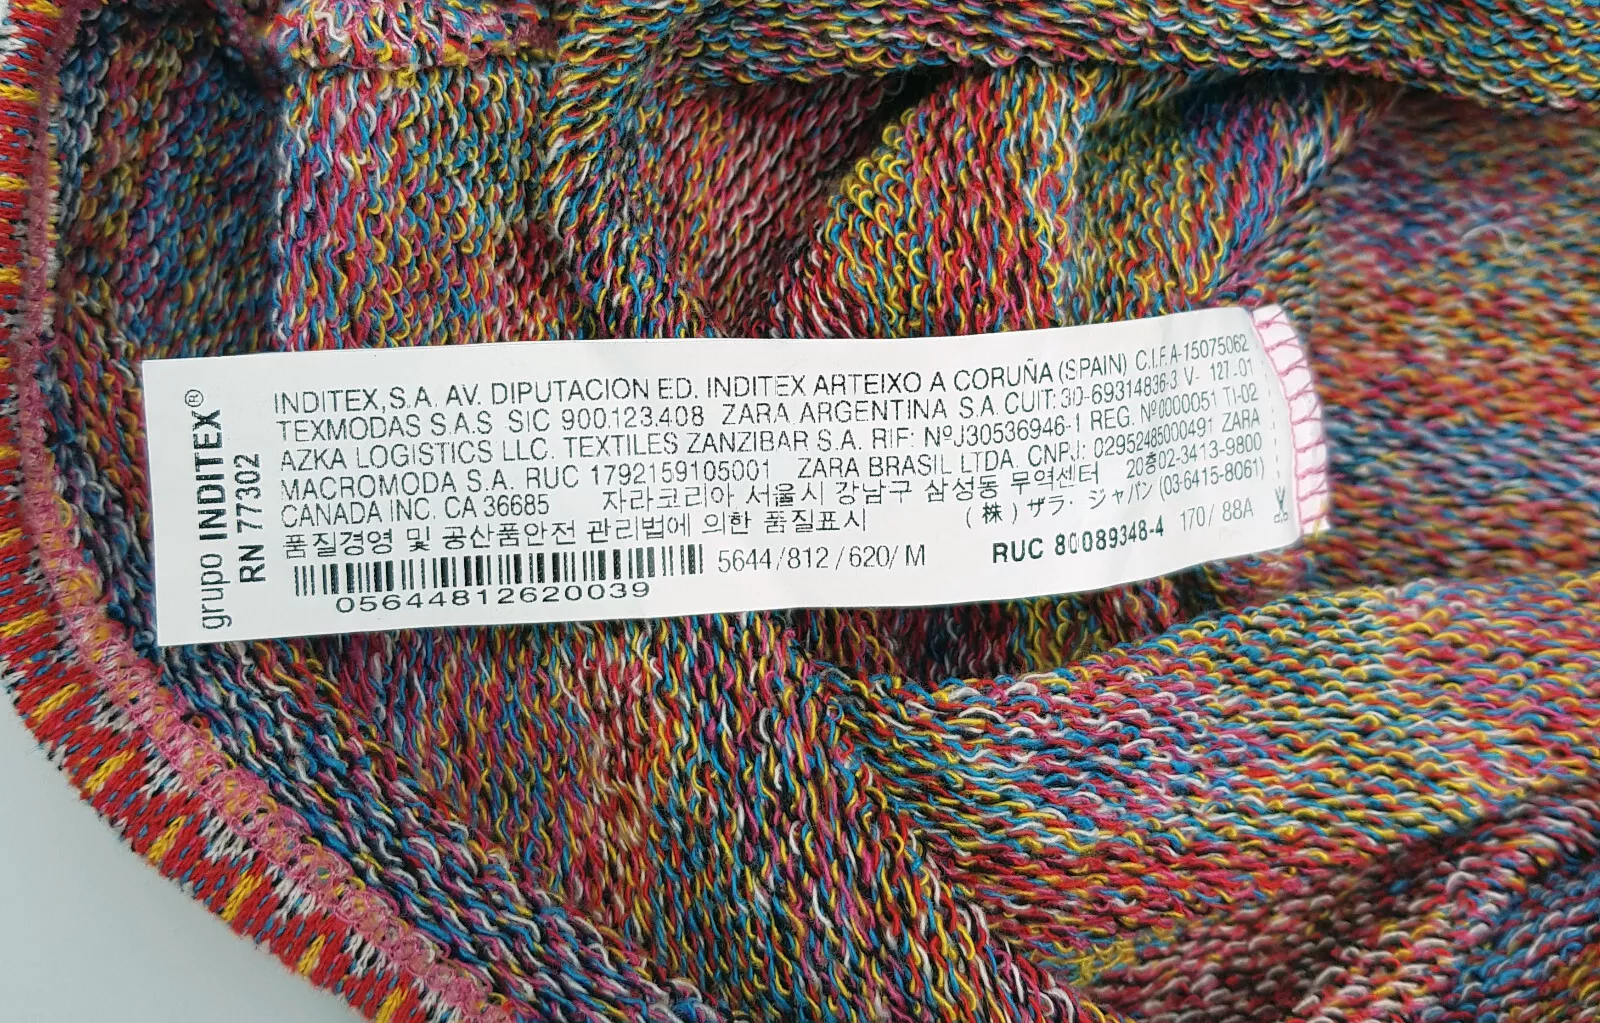 grupo INDITEX®
RN 77302
INDITEX,S.A. AV. DIPUTACION ED. INDITEX ARTEIXO A CORUÑA (SPAIN) C.I.F. A-15075062
TEXMODAS S.A.S SIC 900.123.408 ZARA ARGENTINA S.A. CUIT: 30-69314836-3 V- 127-01
AZKA LOGISTICS LLC. TEXTILES ZANZIBAR S.A. RIF: NºJ30536946-1 REG. Nº0000051 TI-02
MACROMODA S.A. RUC 1792159105001 ZARA BRASIL LTDA. CNPJ: 02952485000491 ZARA
CANADA INC. CA 36685 자라코리아 서울시 강남구 삼성동 무역센터 20층02-3413-9800
품질경영 및 공산품안전 관리법에 의한 품질표시 (株) ザラ・ジャパン (03-6415-8061)
5644/812/620/ M RUC 80089348-4 170/ 88A
05644812620039